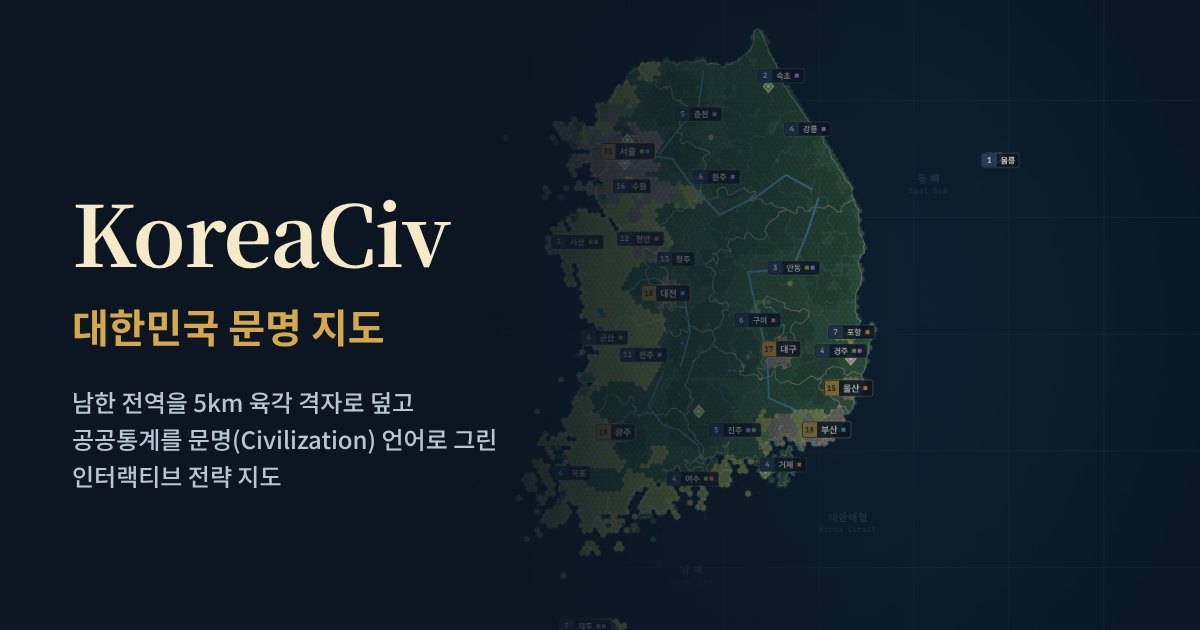 KoreaCiv
대한민국 문명 지도
남한 전역을 5km 육각 격자로 덮고
공공통계를 문명(Civilization) 언어로 그린
인터랙티브 전략 지도
2 속초
5 춘천
4 강릉
31 서울
1 울릉
6 원주
16 수원
동해
East Sea
3 서산
12 천안
13 청주
3 안동
18 대전
6 구미
7 포항
4 군산
17 대구
4 경주
13 전주
15 울산
18 광주
5 진주
18 부산
4 목포
4 여수
4 거제
대한해협
Korea Strait
남해
제주